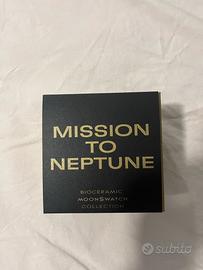 MISSION
TO
NEPTUNE
BIOCERAMIC
MOONSWATCH
COLLECTION
subito